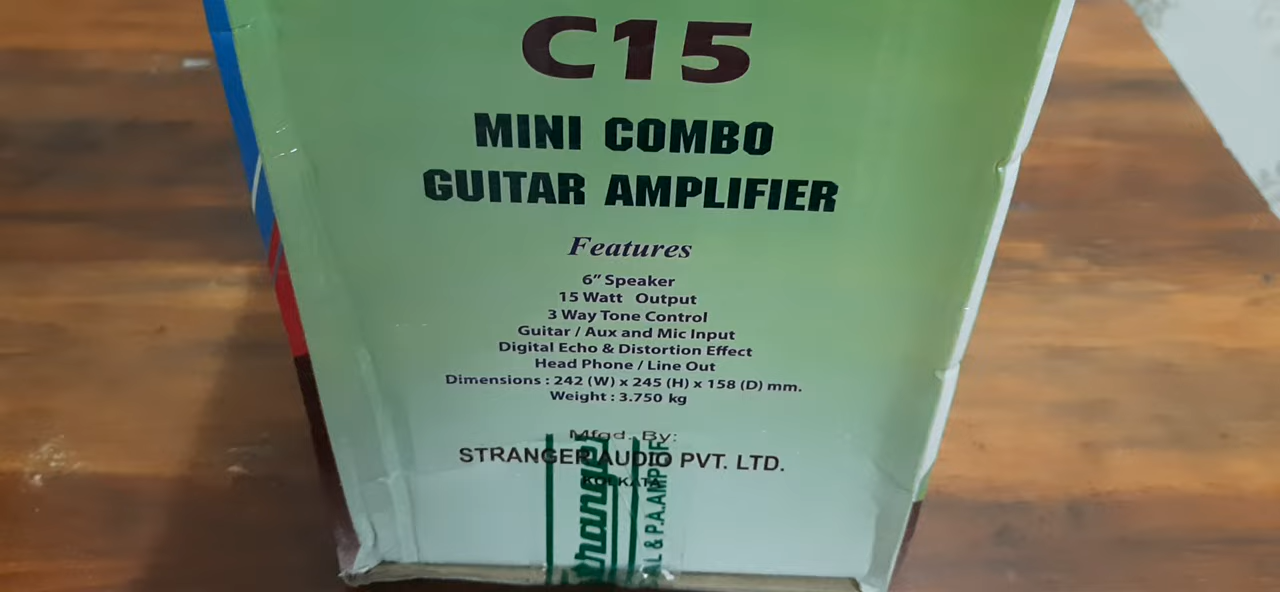 C15
MINI COMBO
GUITAR AMPLIFIER
Features
6” Speaker
15 Watt Output
3 Way Tone Control
Guitar / Aux and Mic Input
Digital Echo & Distortion Effect
Head Phone / Line Out
Dimensions : 242 (W) x 245 (H) x 158 (D) mm.
Weight : 3.750 kg
Mfgd. By:
STRANGER AUDIO PVT. LTD.
KOLKATA
& P.A.AMP